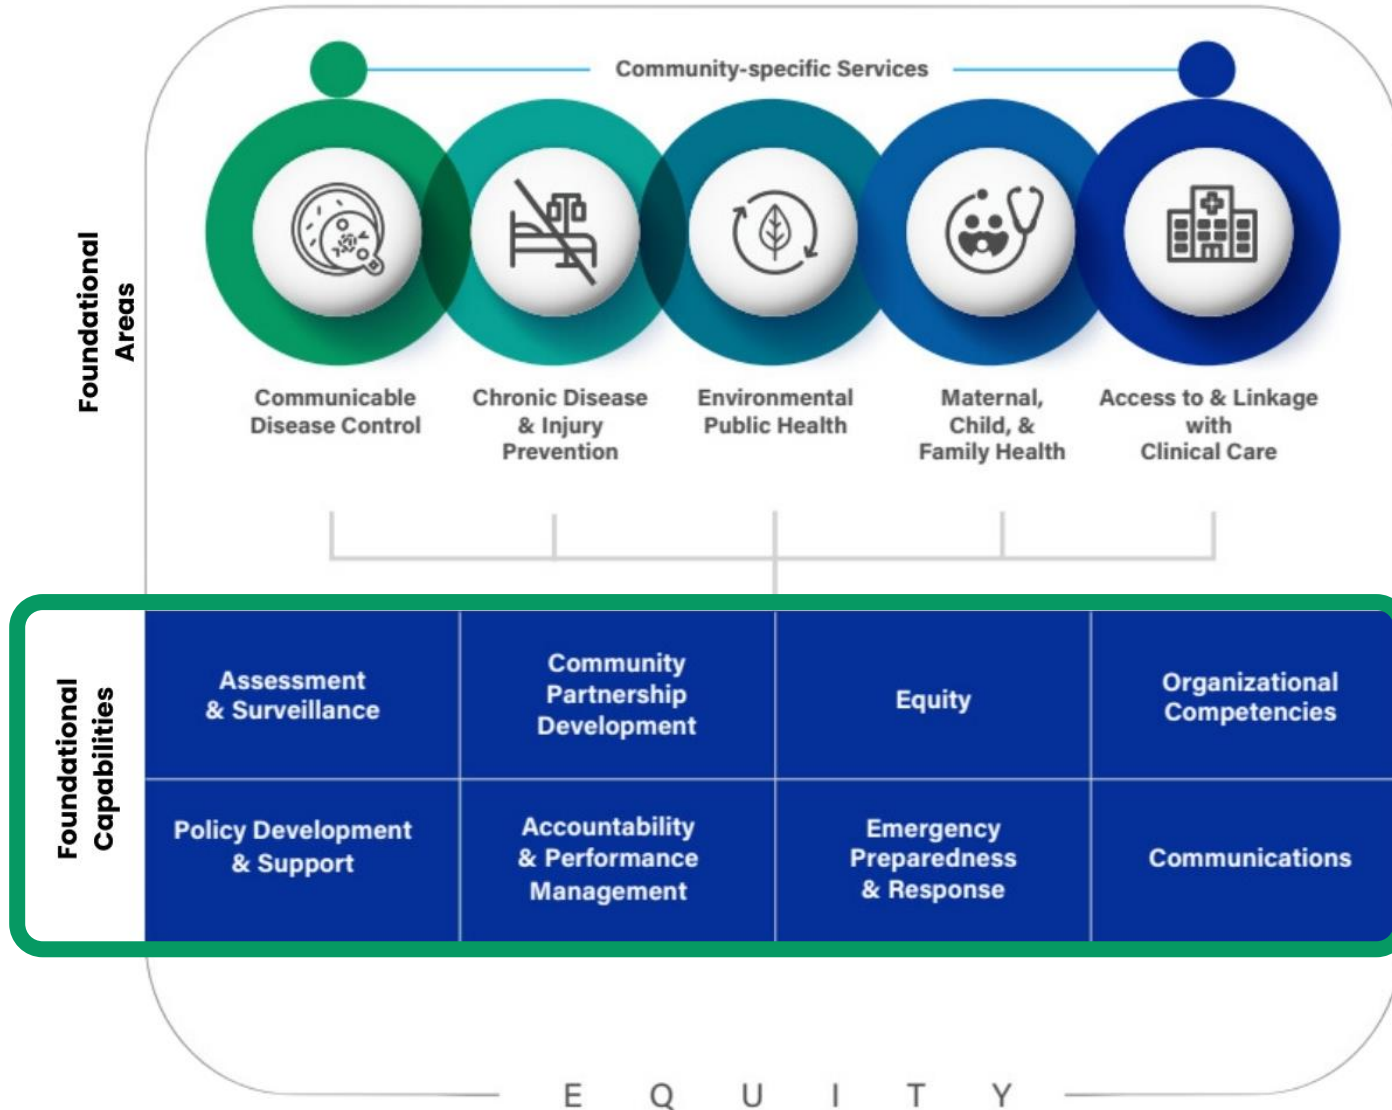 Community-specific Services
Foundational
Areas
Communicable
Disease Control
Chronic Disease
& Injury
Prevention
Environmental
Public Health
Maternal,
Child, &
Family Health
Access to & Linkage
with
Clinical Care
Foundational
Capabilities
Assessment
& Surveillance
Community
Partnership
Development
Equity
Organizational
Competencies
Policy Development
& Support
Accountability
& Performance
Management
Emergency
Preparedness
& Response
Communications
E Q U I T Y